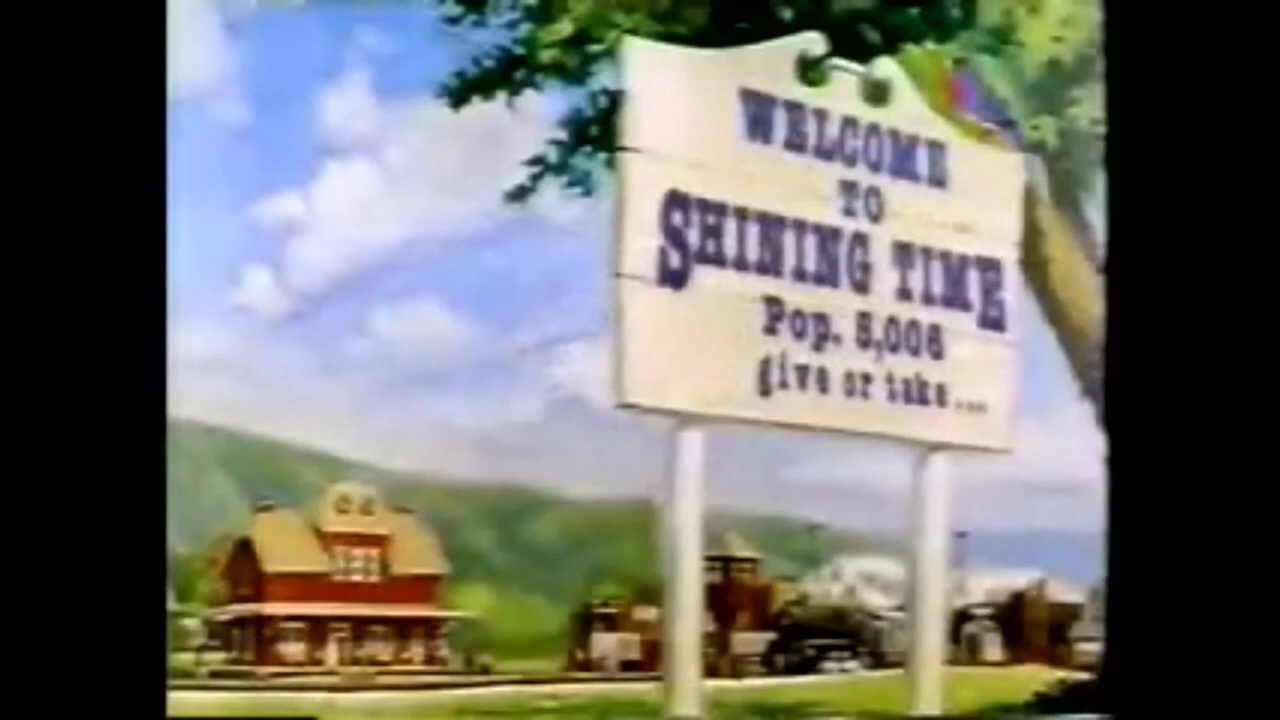 WELCOME
TO
SHINING TIME
Pop. 5,006
give or take...